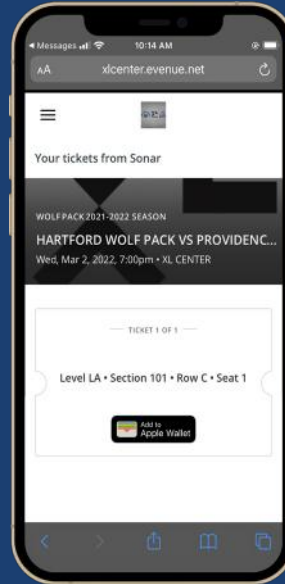 Messages
10:14 AM
AA
xlcenter.evenue.net
Your tickets from Sonar
WOLFPACK 2021-2022 SEASON
HARTFORD WOLF PACK VS PROVIDENC...
Wed, Mar 2, 2022, 7:00pm • XL CENTER
TICKET 1 OF 1
Level LA • Section 101 • Row C • Seat 1
Add to
Apple Wallet